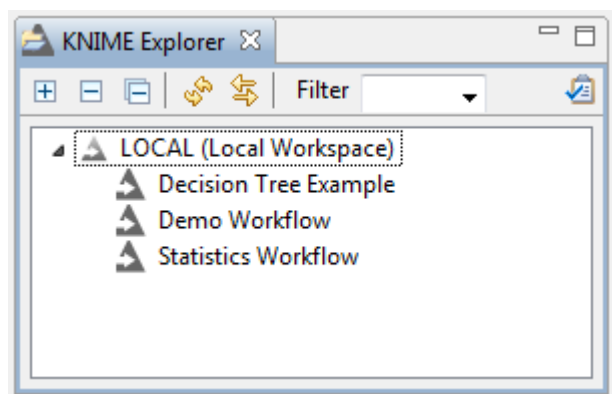 KNIME Explorer
Filter
LOCAL (Local Workspace)
Decision Tree Example
Demo Workflow
Statistics Workflow